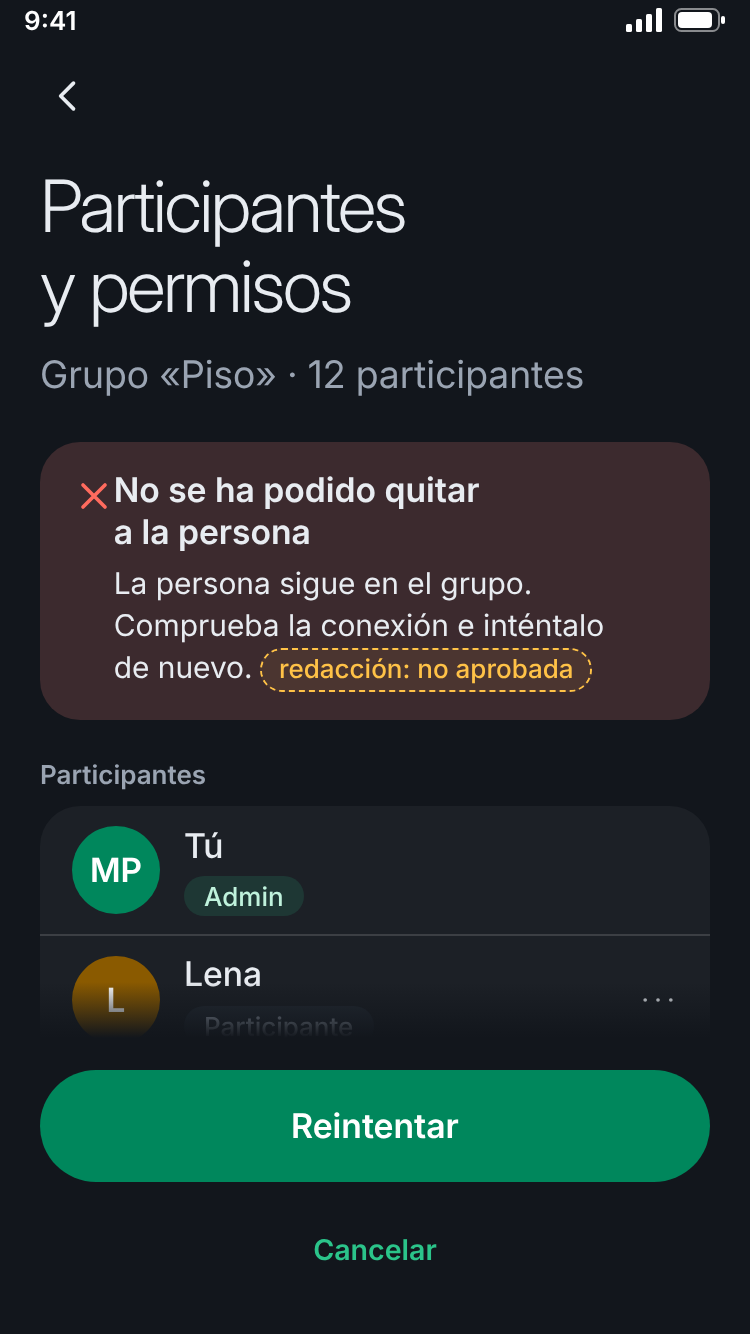 9:41
Participantes
y permisos
Grupo «Piso» · 12 participantes
No se ha podido quitar
a la persona
La persona sigue en el grupo.
Comprueba la conexión e inténtalo
de nuevo. redacción: no aprobada
Participantes
MP
Tú
Admin
L
Lena
Participante
Reintentar
Cancelar